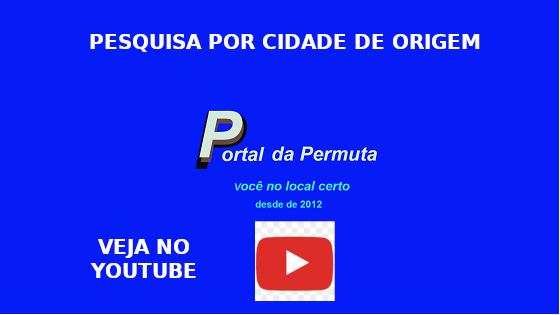 PESQUISA POR CIDADE DE ORIGEM
Portal da Permuta
você no local certo
desde de 2012
VEJA NO
YOUTUBE